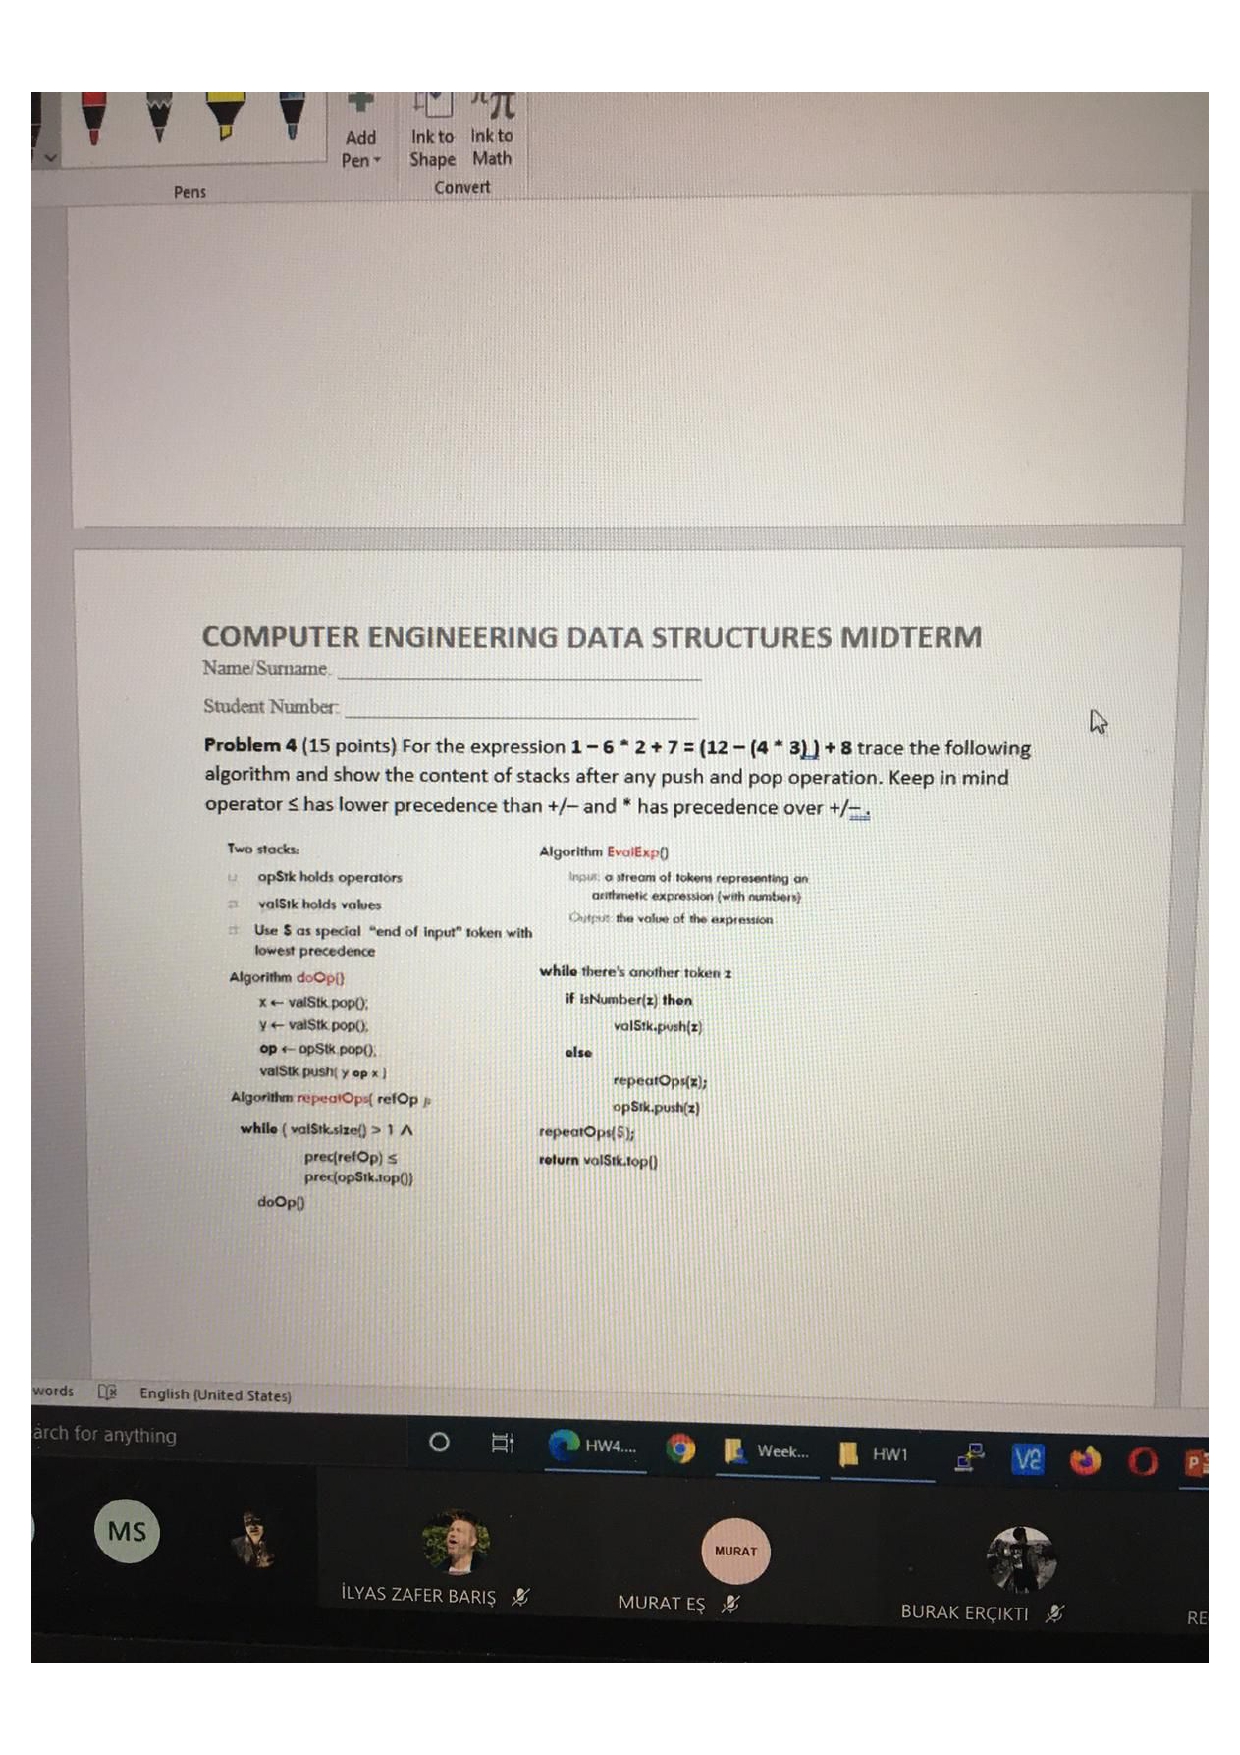 Add
Pen
Ink to
Shape
Ink to
Math
Pens
Convert
COMPUTER ENGINEERING DATA STRUCTURES MIDTERM
Name/Surname
Student Number:
Problem 4 (15 points) For the expression 1 – 6 * 2 + 7 = (12 – (4 * 3) ) + 8 trace the following
algorithm and show the content of stacks after any push and pop operation. Keep in mind
operator ≤ has lower precedence than +/– and * has precedence over +/– .
Two stacks:
opStk holds operators
valStk holds values
Use $ as special "end of input" token with
lowest precedence
Algorithm doOp()
x ← valStk.pop();
y ← valStk.pop();
op ← opStk.pop();
valStk.push( y op x )
Algorithm repeatOps( refOp ):
while ( valStk.size() > 1 ∧
prec(refOp) ≤
prec(opStk.top())
doOp()
Algorithm EvalExp()
Input: a stream of tokens representing an
arithmetic expression (with numbers)
Output: the value of the expression
while there's another token z
if isNumber(z) then
valStk.push(z)
else
repeatOps(z);
opStk.push(z)
repeatOps($);
return valStk.top()
words
English (United States)
arch for anything
HW4....
Week...
HW1
V2
P
MS
MURAT
İLYAS ZAFER BARIŞ
MURAT EŞ
BURAK ERÇIKTI
RE